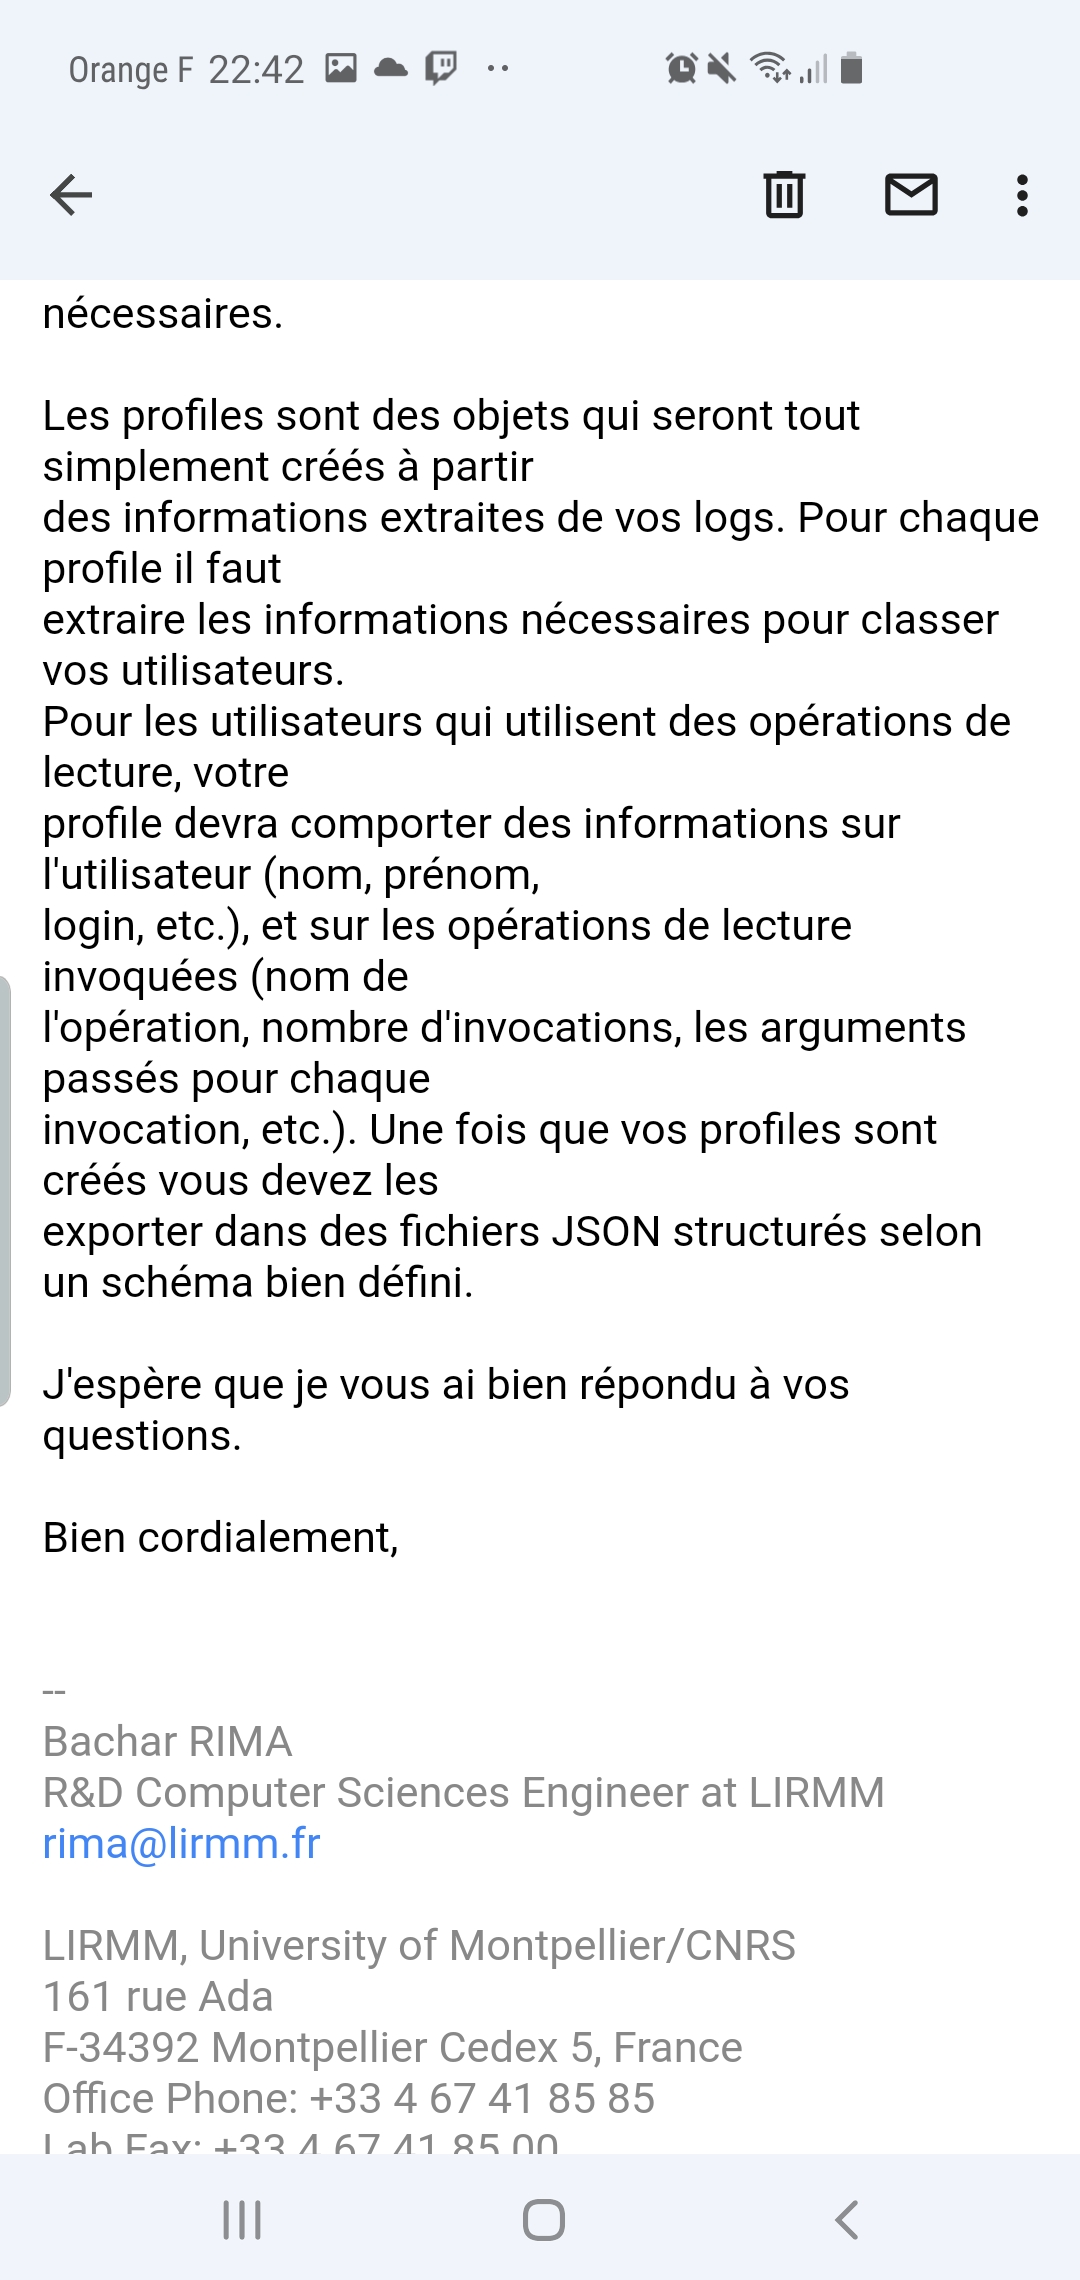 Orange F 22:42
nécessaires.
Les profiles sont des objets qui seront tout
simplement créés à partir
des informations extraites de vos logs. Pour chaque
profile il faut
extraire les informations nécessaires pour classer
vos utilisateurs.
Pour les utilisateurs qui utilisent des opérations de
lecture, votre
profile devra comporter des informations sur
l'utilisateur (nom, prénom,
login, etc.), et sur les opérations de lecture
invoquées (nom de
l'opération, nombre d'invocations, les arguments
passés pour chaque
invocation, etc.). Une fois que vos profiles sont
créés vous devez les
exporter dans des fichiers JSON structurés selon
un schéma bien défini.
J'espère que je vous ai bien répondu à vos
questions.
Bien cordialement,
--
Bachar RIMA
R&D Computer Sciences Engineer at LIRMM
rima@lirmm.fr
LIRMM, University of Montpellier/CNRS
161 rue Ada
F-34392 Montpellier Cedex 5, France
Office Phone: +33 4 67 41 85 85
Lab Fax: +33 4 67 41 85 00